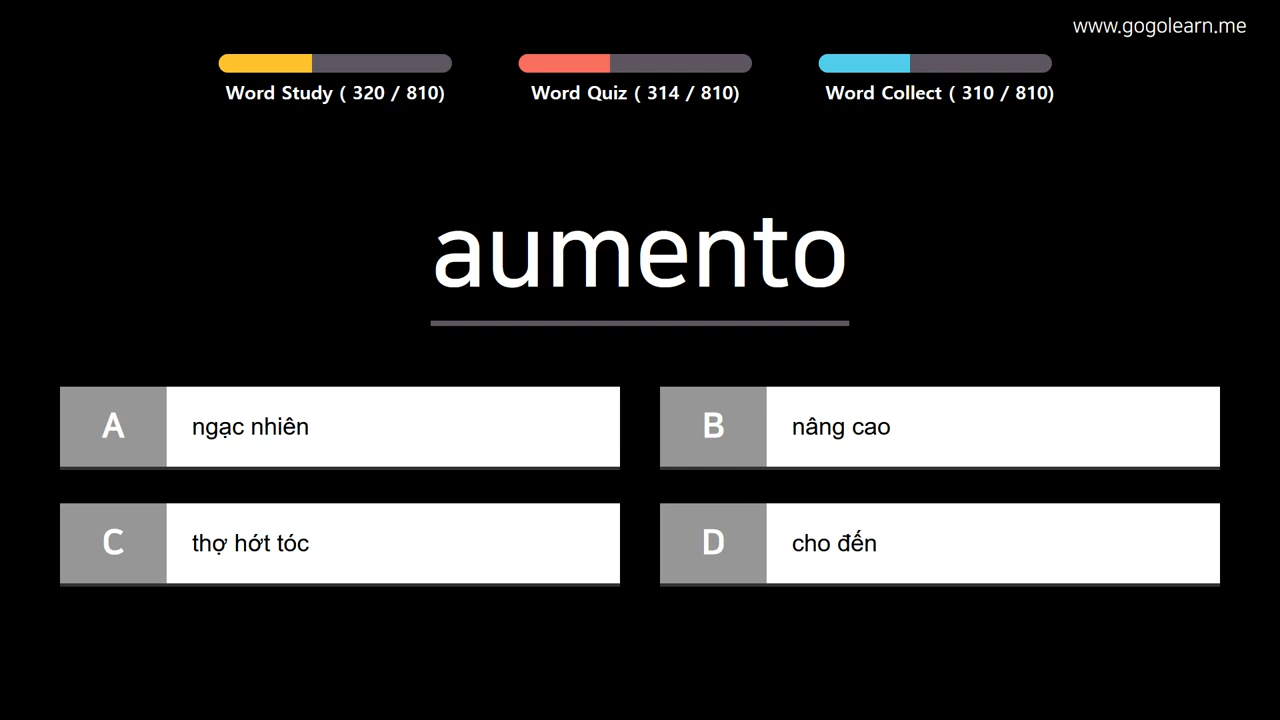 www.gogolearn.me
Word Study ( 320 / 810)
Word Quiz ( 314 / 810)
Word Collect ( 310 / 810)
aumento
A ngạc nhiên
B nâng cao
C thợ hớt tóc
D cho đến